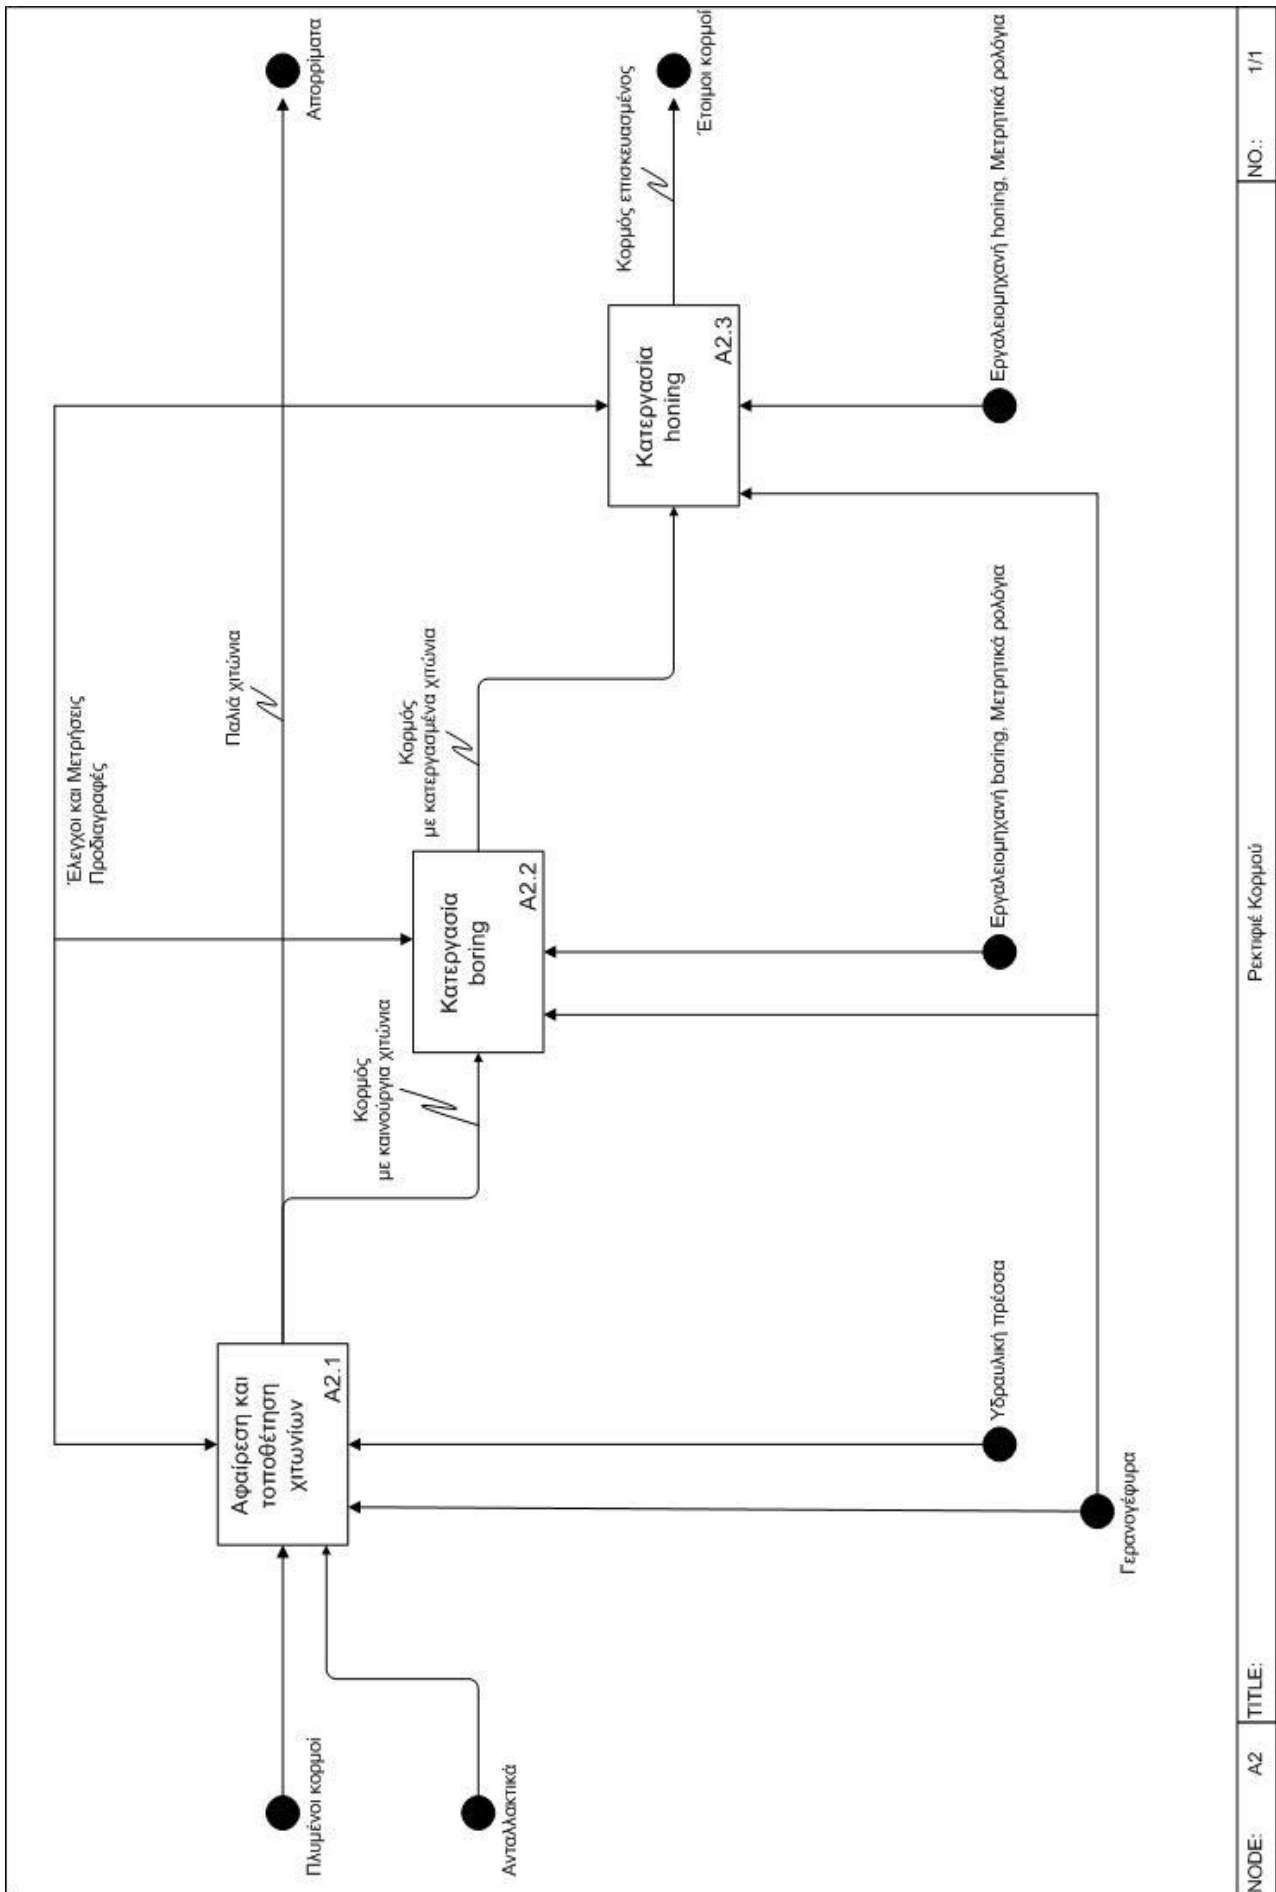 Έλεγχοι και Μετρήσεις
Προδιαγραφές
Παλιά χιτώνια
Απορρίματα
Πλυμένοι κορμοί
Αφαίρεση και
τοποθέτηση
χιτωνίων
A2.1
Ανταλλακτικά
Κορμός
με καινούργια χιτώνια
Κατεργασία
boring
A2.2
Κορμός
με κατεργασμένα χιτώνια
Κατεργασία
honing
A2.3
Κορμός επισκευασμένος
Έτοιμοι κορμοί
Υδραυλική πρέσσα
Εργαλειομηχανή boring, Μετρητικά ρολόγια
Εργαλειομηχανή honing, Μετρητικά ρολόγια
Γερανογέφυρα
NODE: A2 TITLE: Ρεκτιφιέ Κορμού NO.: 1/1